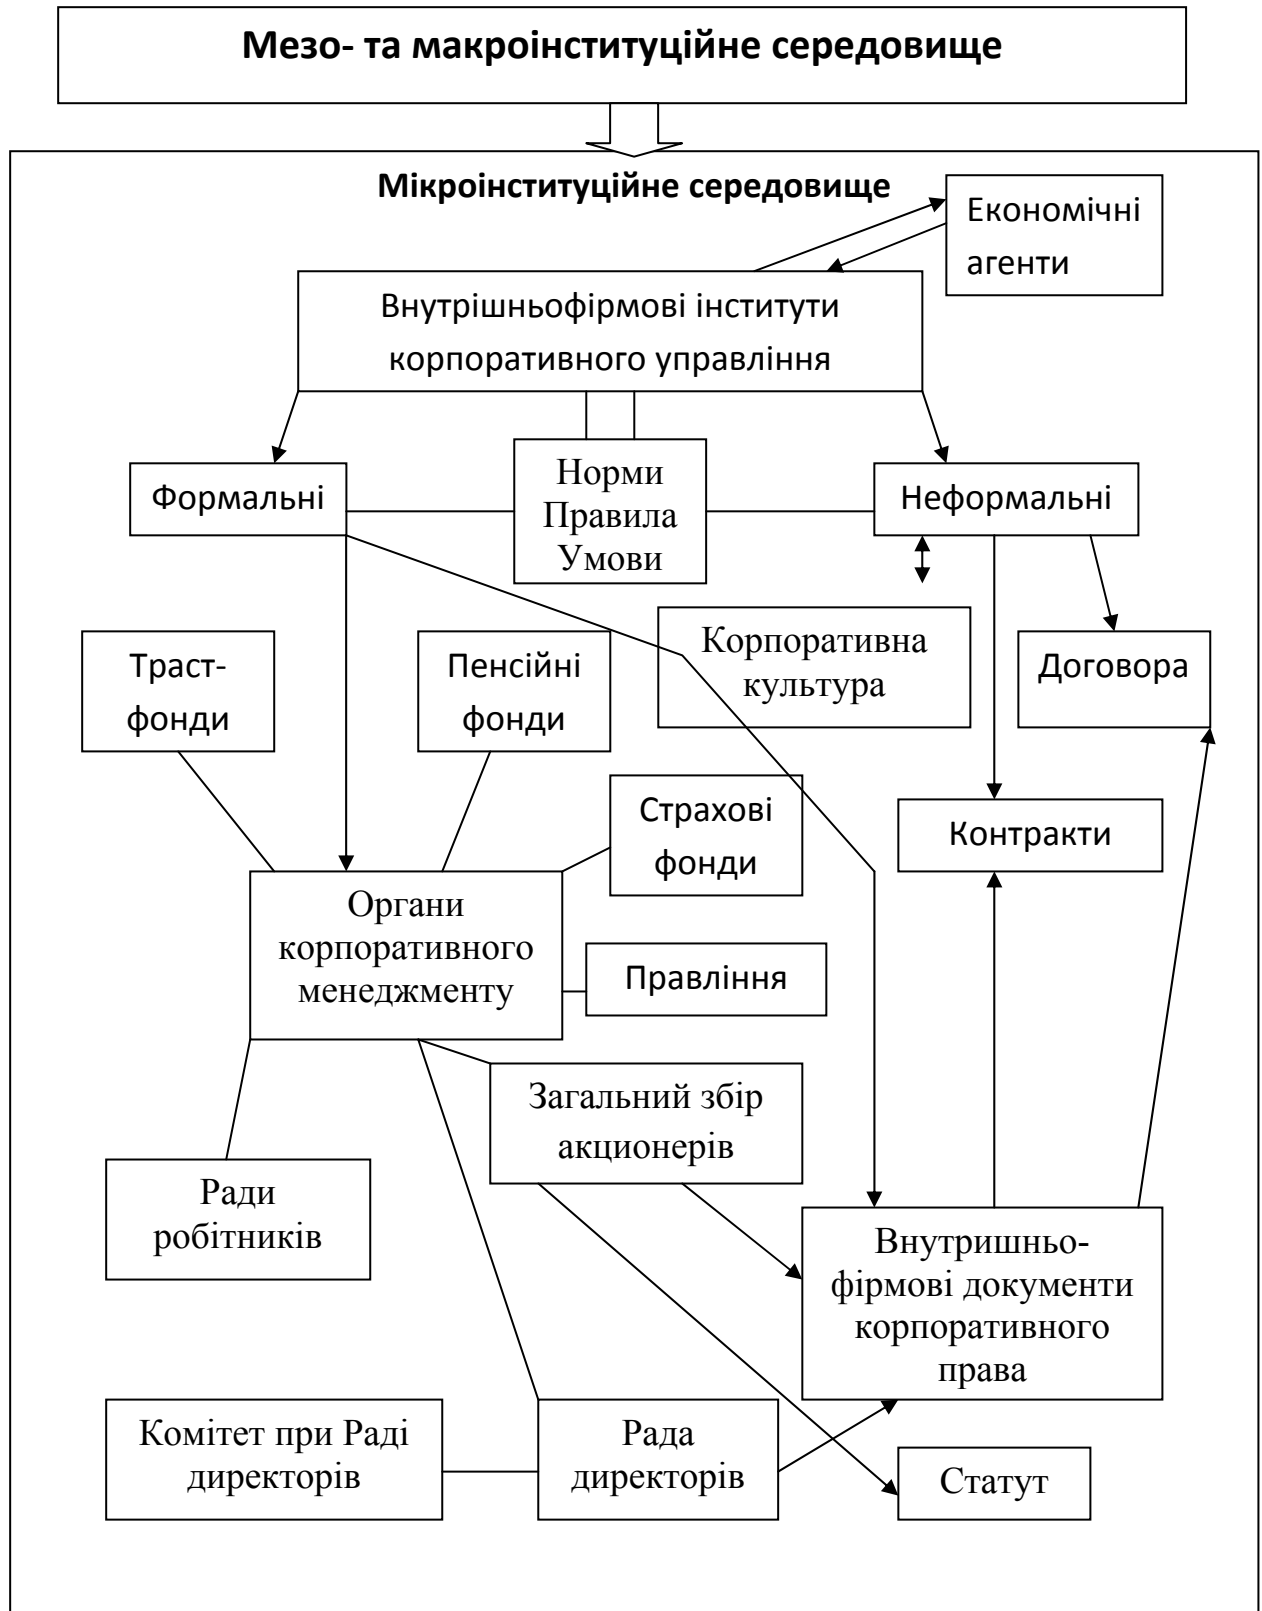 Мезо- та макроінституційне середовище
Мікроінституційне середовище
Економічні
агенти
Внутрішньофірмові інститути
корпоративного управління
Формальні
Норми
Правила
Умови
Неформальні
Траст-
фонди
Пенсійні
фонди
Корпоративна
культура
Договора
Страхові
фонди
Контракти
Органи
корпоративного
менеджменту
Правління
Загальний збір
акционерів
Ради
робітників
Внутришньо-
фірмові документи
корпоративного
права
Комітет при Раді
директорів
Рада
директорів
Статут